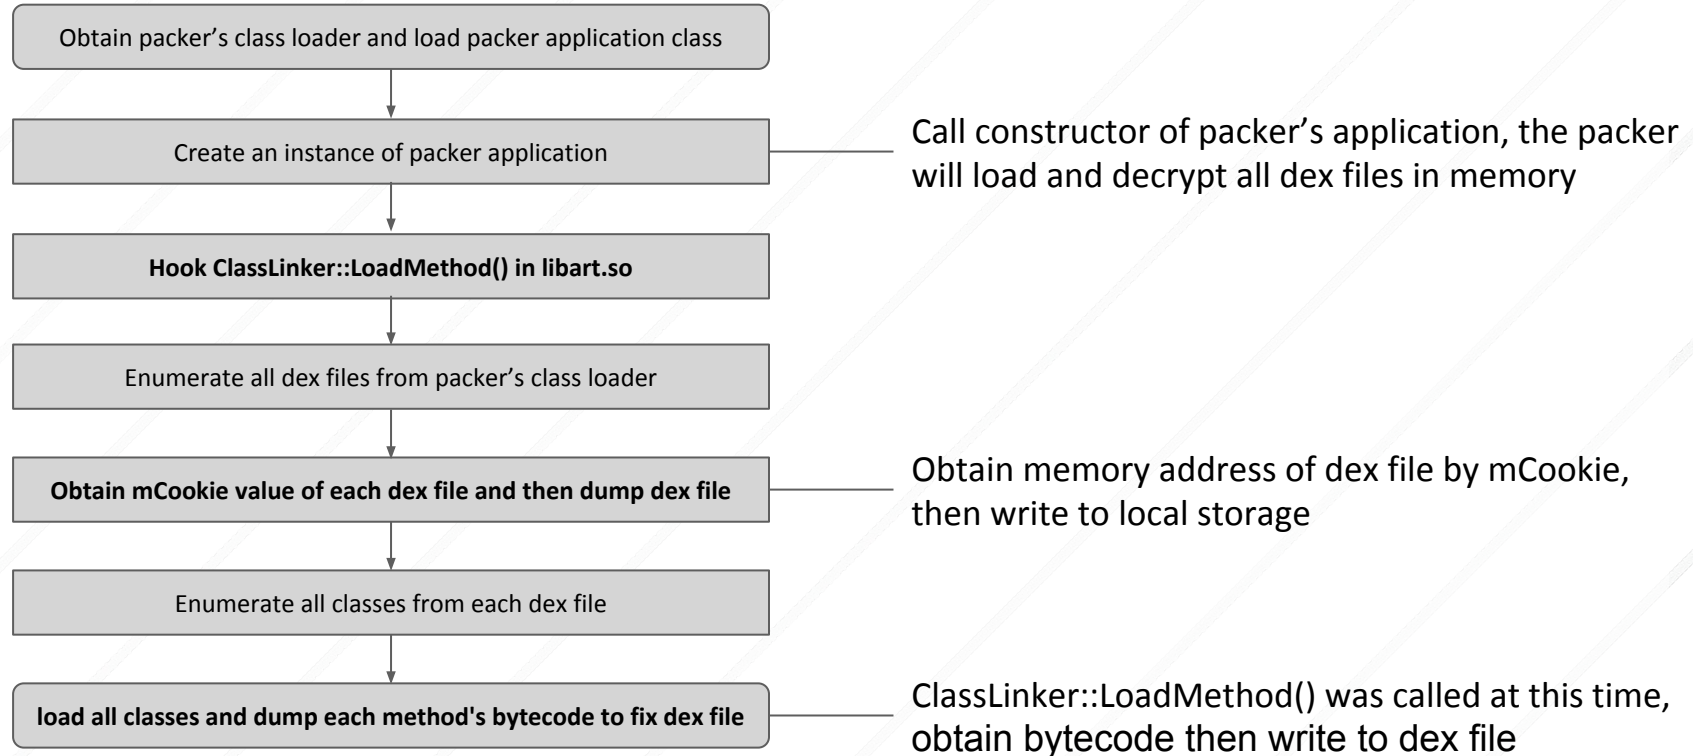 Obtain packer’s class loader and load packer application class
Create an instance of packer application
Call constructor of packer’s application, the packer
will load and decrypt all dex files in memory
Hook ClassLinker::LoadMethod() in libart.so
Enumerate all dex files from packer’s class loader
Obtain mCookie value of each dex file and then dump dex file
Obtain memory address of dex file by mCookie,
then write to local storage
Enumerate all classes from each dex file
load all classes and dump each method's bytecode to fix dex file
ClassLinker::LoadMethod() was called at this time,
obtain bytecode then write to dex file